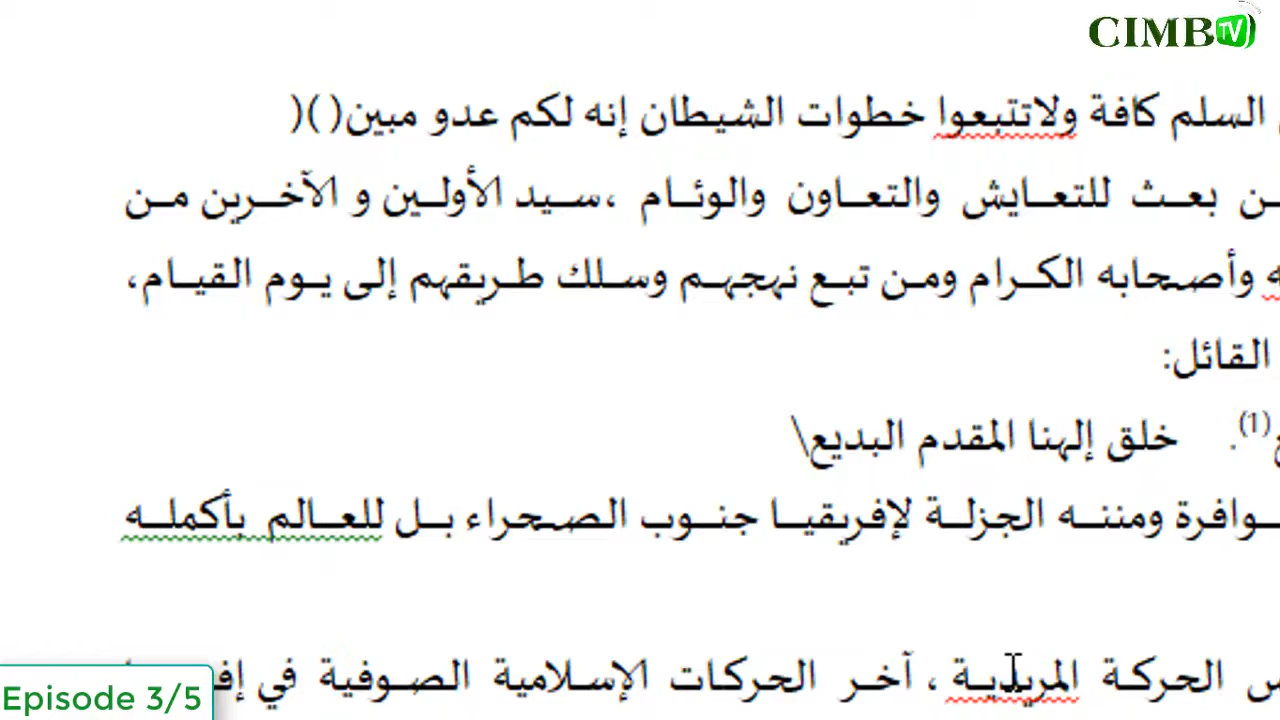 CIMB TV
السلم كافة ولاتتبعوا خطوات الشيطان إنه لكم عدو مبين( )(
بعث للتعايش والتعاون والوئام ،سيد الأولين و الآخرين من
وأصحابه الكرام ومن تبع نهجهم وسلك طريقهم إلى يوم القيام،
القائل:
(1). خلق إلهنا المقدم البديع\
ومننه الجزلة لإفريقيا جنوب الصحراء بل للعالم بأكمله
الحركة المريدية ، آخر الحركات الإسلامية الصوفية في
Episode 3/5